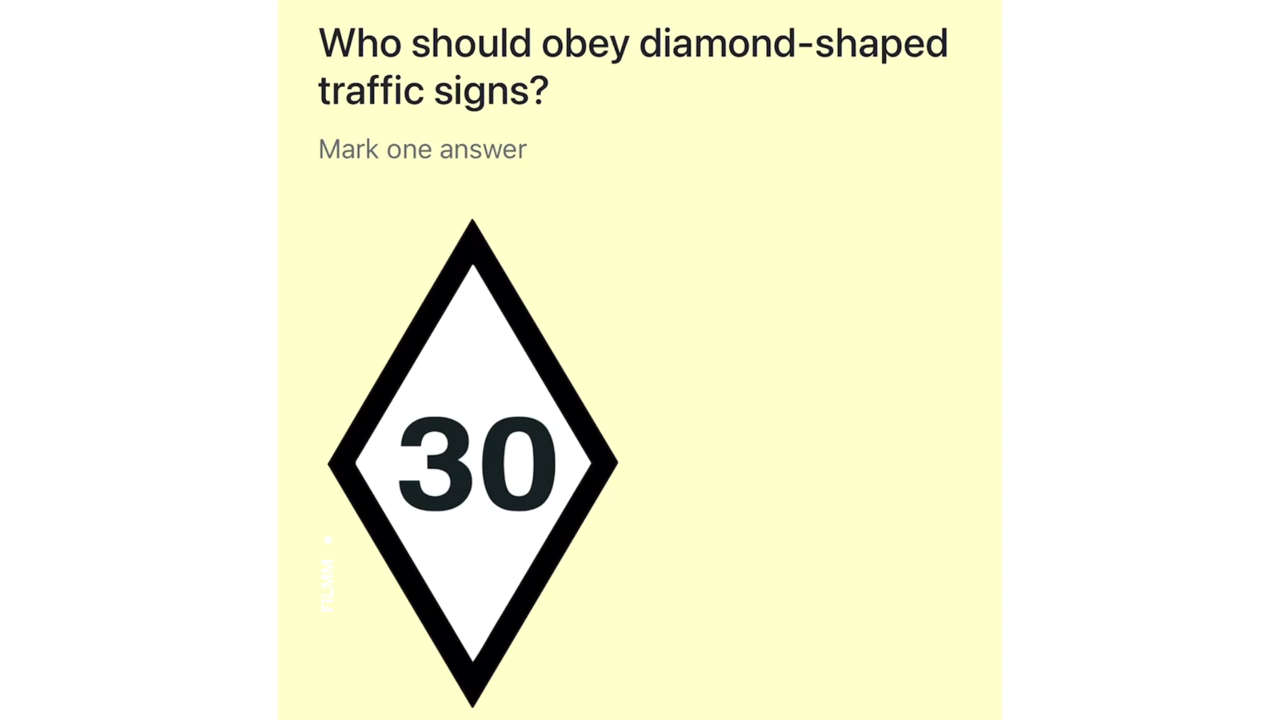 Who should obey diamond-shaped
traffic signs?
Mark one answer
30